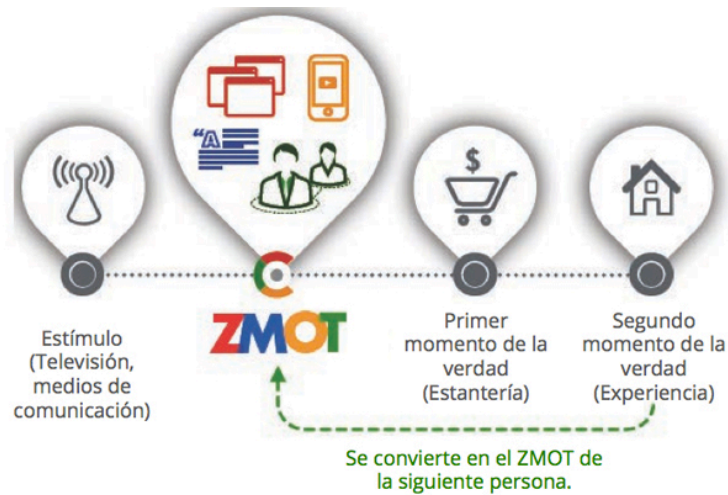 "A
$
ZMOT
Estímulo
(Televisión,
medios de
comunicación)
Primer
momento de la
verdad
(Estantería)
Segundo
momento de la
verdad
(Experiencia)
Se convierte en el ZMOT de
la siguiente persona.